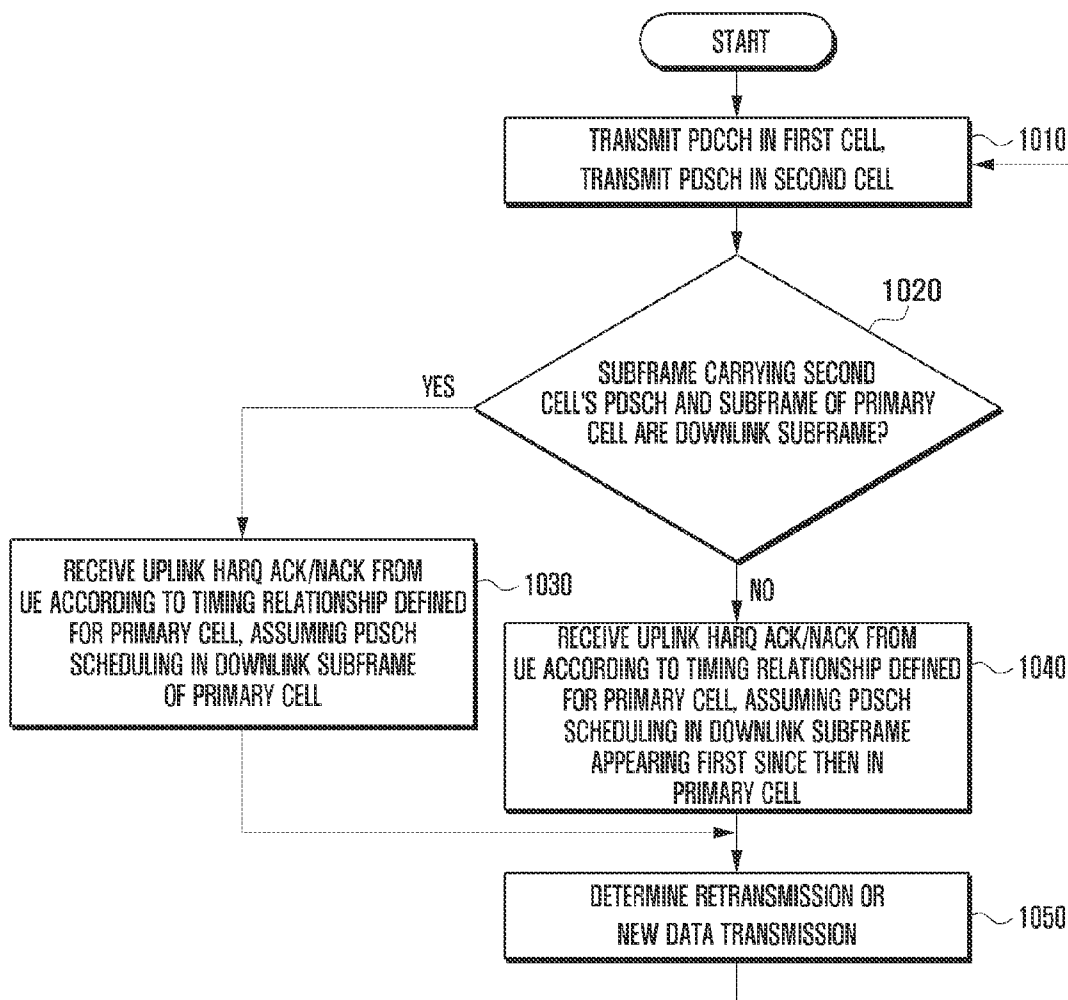 START
TRANSMIT PDCCH IN FIRST CELL,
TRANSMIT PDSCH IN SECOND CELL
1010
1020
SUBFRAME CARRYING SECOND
CELL'S PDSCH AND SUBFRAME OF PRIMARY
CELL ARE DOWNLINK SUBFRAME?
YES
NO
RECEIVE UPLINK HARQ ACK/NACK FROM
UE ACCORDING TO TIMING RELATIONSHIP DEFINED
FOR PRIMARY CELL, ASSUMING PDSCH
SCHEDULING IN DOWNLINK SUBFRAME
OF PRIMARY CELL
1030
RECEIVE UPLINK HARQ ACK/NACK FROM
UE ACCORDING TO TIMING RELATIONSHIP DEFINED
FOR PRIMARY CELL, ASSUMING PDSCH
SCHEDULING IN DOWNLINK SUBFRAME
APPEARING FIRST SINCE THEN IN
PRIMARY CELL
1040
DETERMINE RETRANSMISSION OR
NEW DATA TRANSMISSION
1050